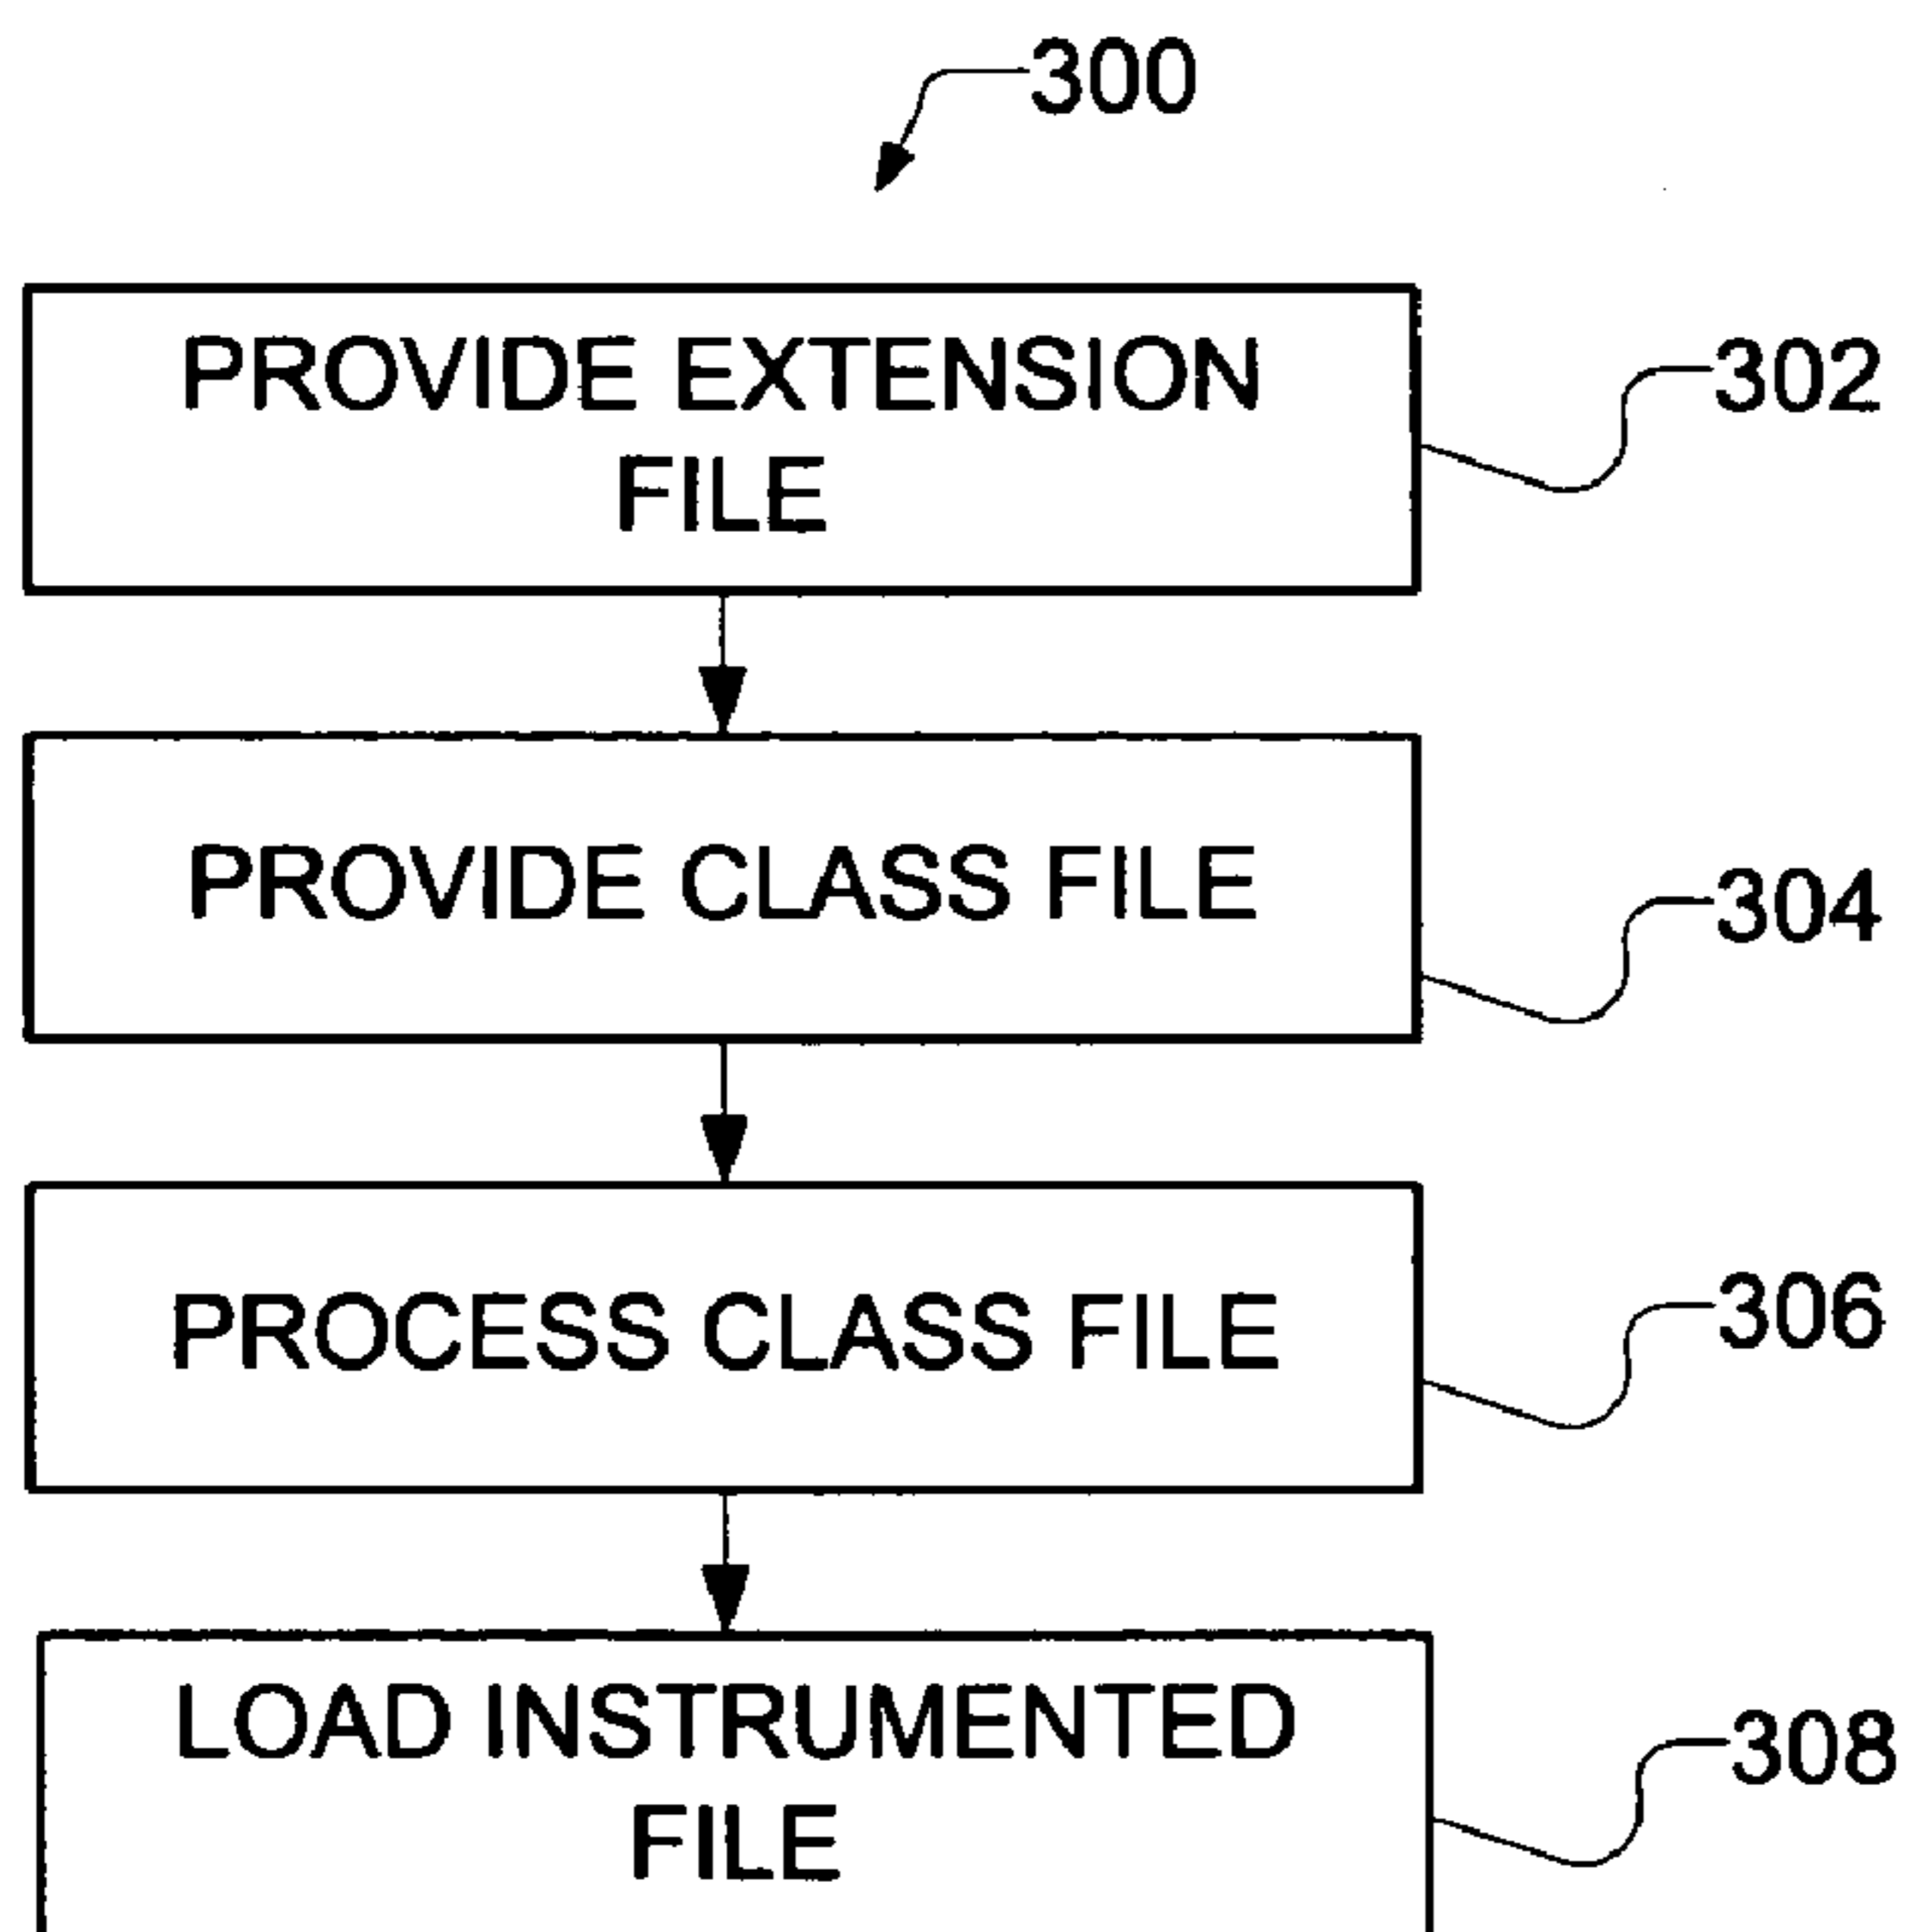 300
PROVIDE EXTENSION
FILE
302
PROVIDE CLASS FILE
304
PROCESS CLASS FILE
306
LOAD INSTRUMENTED
FILE
308